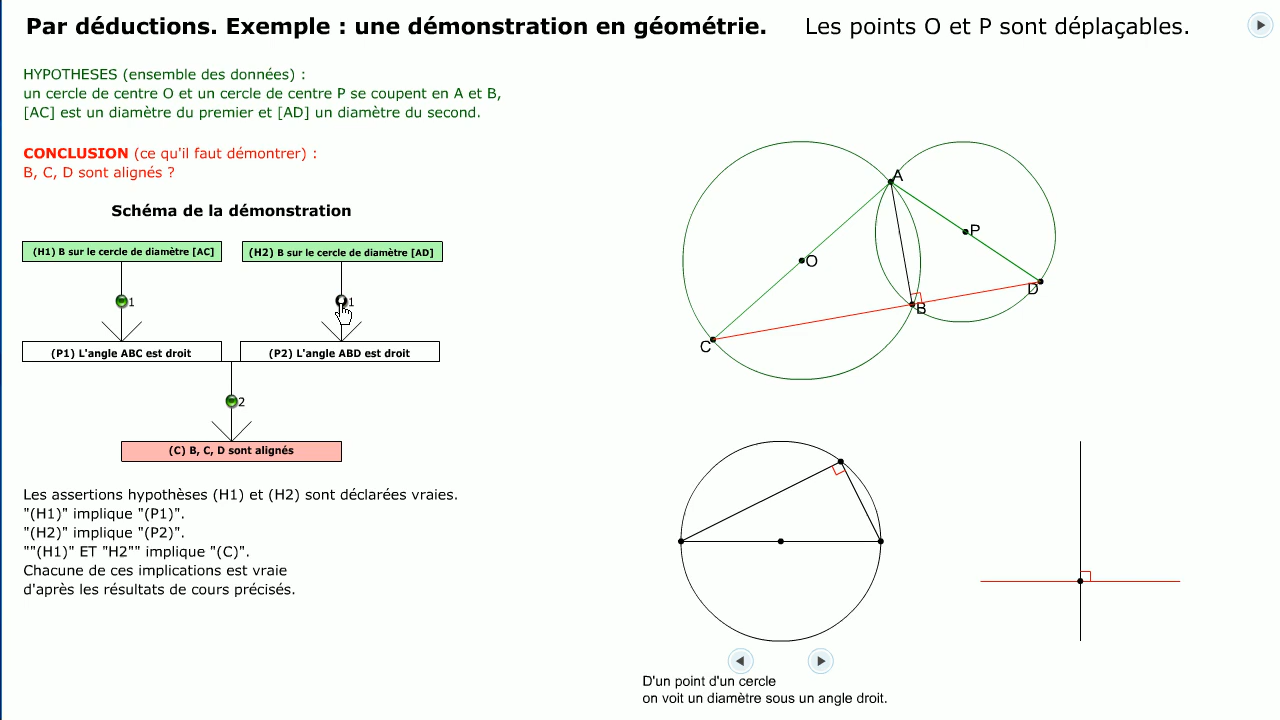 Par déductions. Exemple : une démonstration en géométrie. Les points O et P sont déplaçables.
HYPOTHESES (ensemble des données) :
un cercle de centre O et un cercle de centre P se coupent en A et B,
[AC] est un diamètre du premier et [AD] un diamètre du second.
CONCLUSION (ce qu'il faut démontrer) :
B, C, D sont alignés ?
Schéma de la démonstration
(H1) B sur le cercle de diamètre [AC]
(H2) B sur le cercle de diamètre [AD]
1
1
(P1) L'angle ABC est droit
(P2) L'angle ABD est droit
2
(C) B, C, D sont alignés
Les assertions hypothèses (H1) et (H2) sont déclarées vraies.
"(H1)" implique "(P1)".
"(H2)" implique "(P2)".
""(H1)" ET "H2"" implique "(C)".
Chacune de ces implications est vraie
d'après les résultats de cours précisés.
A
P
O
D
B
C
D'un point d'un cercle
on voit un diamètre sous un angle droit.